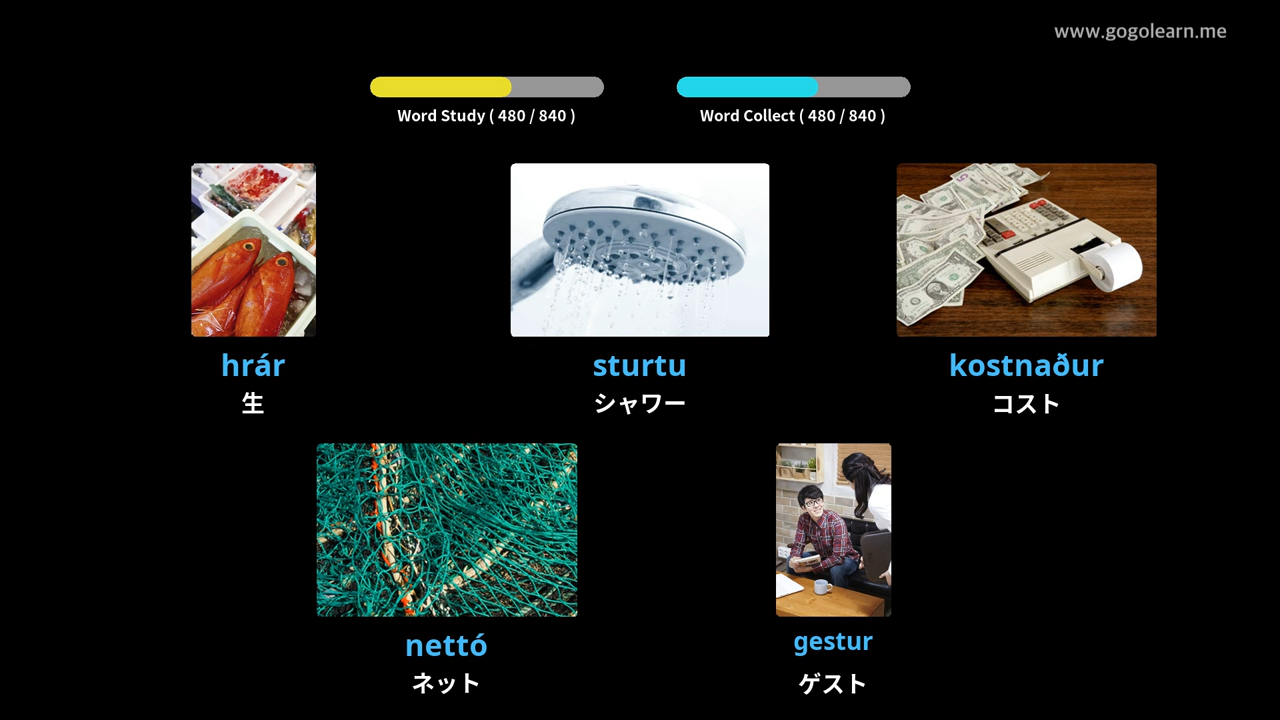 www.gogolearn.me
Word Study ( 480 / 840 )
Word Collect ( 480 / 840 )
hrár
生
sturtu
シャワー
kostnaður
コスト
nettó
ネット
gestur
ゲスト